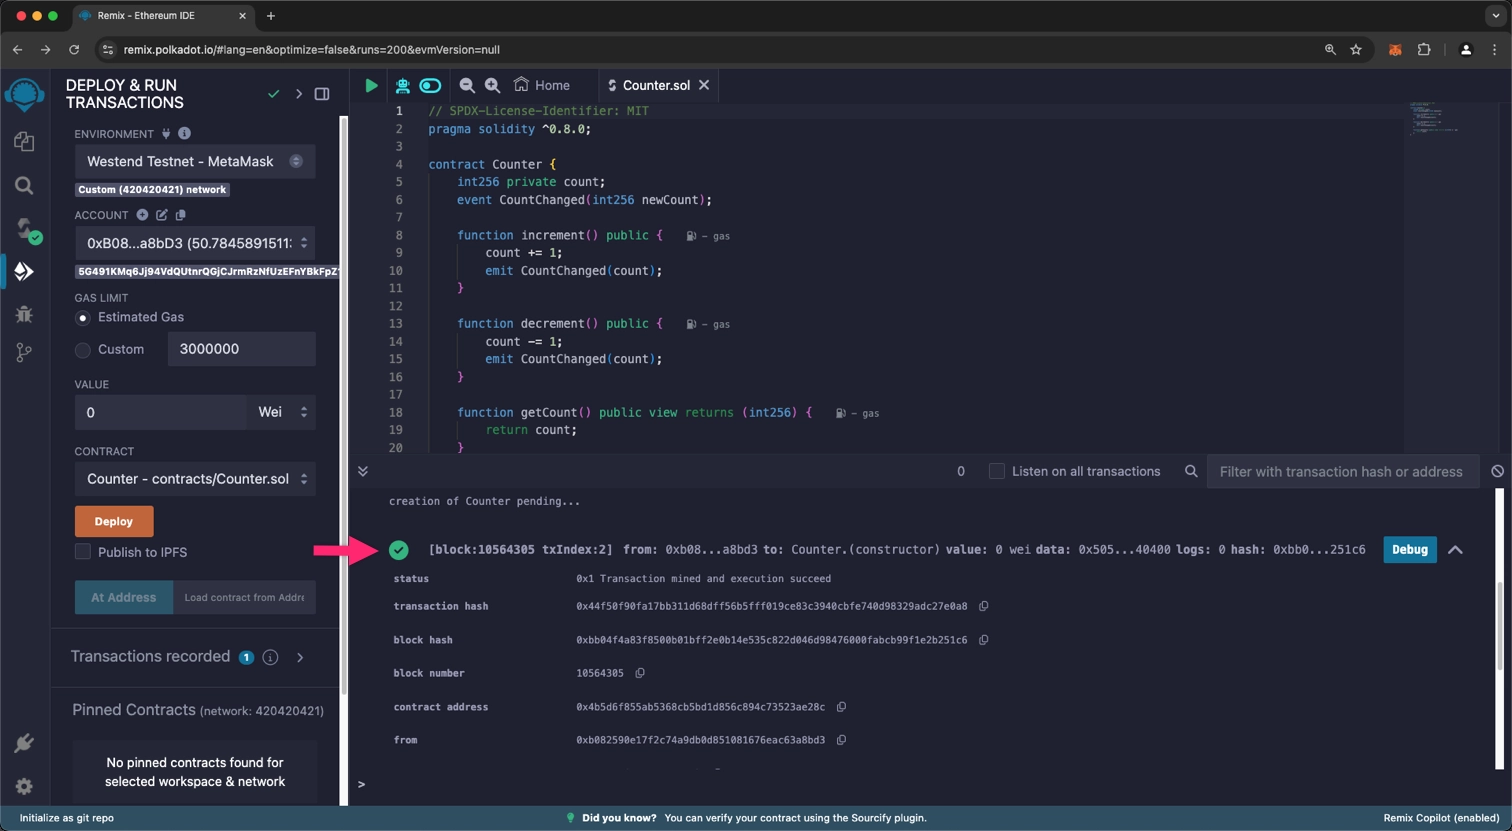 Remix - Ethereum IDE
remix.polkadot.io/#lang=en&optimize=false&runs=200&evmVersion=null
DEPLOY & RUN
TRANSACTIONS
ENVIRONMENT
Westend Testnet - MetaMask
Custom (420420421) network
ACCOUNT
0xB08...a8bD3 (50.7845891511:
5G491KMq6Jj94VdQUtnrQGjCJrmRzNfUzEFnYBkFpZ
GAS LIMIT
Estimated Gas
Custom 3000000
VALUE
0 Wei
CONTRACT
Counter - contracts/Counter.sol
Deploy
Publish to IPFS
At Address Load contract from Addre
Transactions recorded 1
Pinned Contracts (network: 420420421)
No pinned contracts found for
selected workspace & network
Home Counter.sol
1 // SPDX-License-Identifier: MIT
2 pragma solidity ^0.8.0;
3
4 contract Counter {
5 int256 private count;
6 event CountChanged(int256 newCount);
7
8 function increment() public { – gas
9 count += 1;
10 emit CountChanged(count);
11 }
12
13 function decrement() public { – gas
14 count -= 1;
15 emit CountChanged(count);
16 }
17
18 function getCount() public view returns (int256) { – gas
19 return count;
20 }
0 Listen on all transactions Filter with transaction hash or address
creation of Counter pending...
[block:10564305 txIndex:2] from: 0xb08...a8bd3 to: Counter.(constructor) value: 0 wei data: 0x505...40400 logs: 0 hash: 0xbb0...251c6 Debug
status 0x1 Transaction mined and execution succeed
transaction hash 0x44f50f90fa17bb311d68dff56b5fff019ce83c3940cbfe740d98329adc27e0a8
block hash 0xbb04f4a83f8500b01bff2e0b14e535c822d046d98476000fabcb99f1e2b251c6
block number 10564305
contract address 0x4b5d6f855ab5368cb5bd1d856c894c73523ae28c
from 0xb082590e17f2c74a9db0d851081676eac63a8bd3
>
Initialize as git repo
Did you know? You can verify your contract using the Sourcify plugin.
Remix Copilot (enabled)